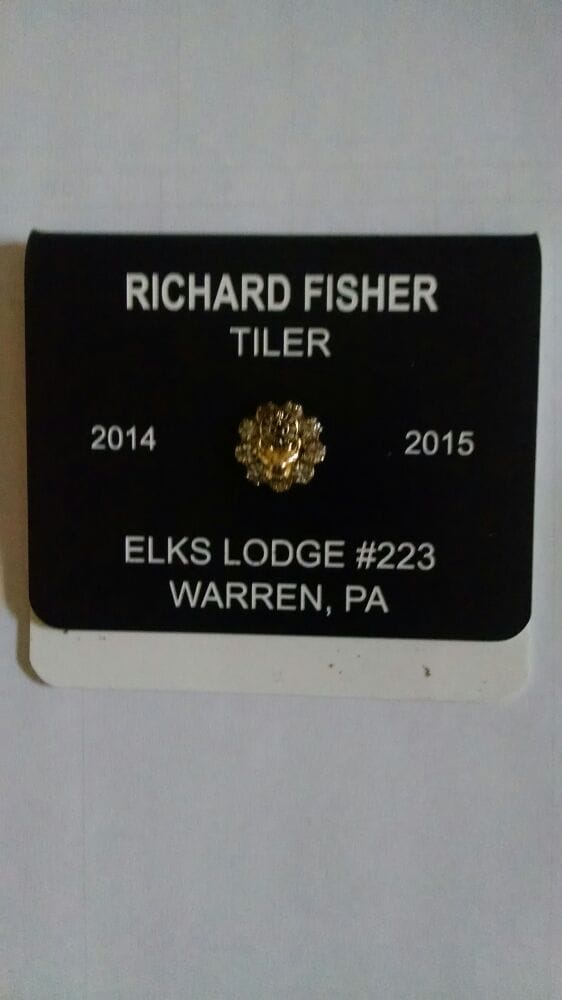 RICHARD FISHER
TILER
2014 2015
ELKS LODGE #223
WARREN, PA